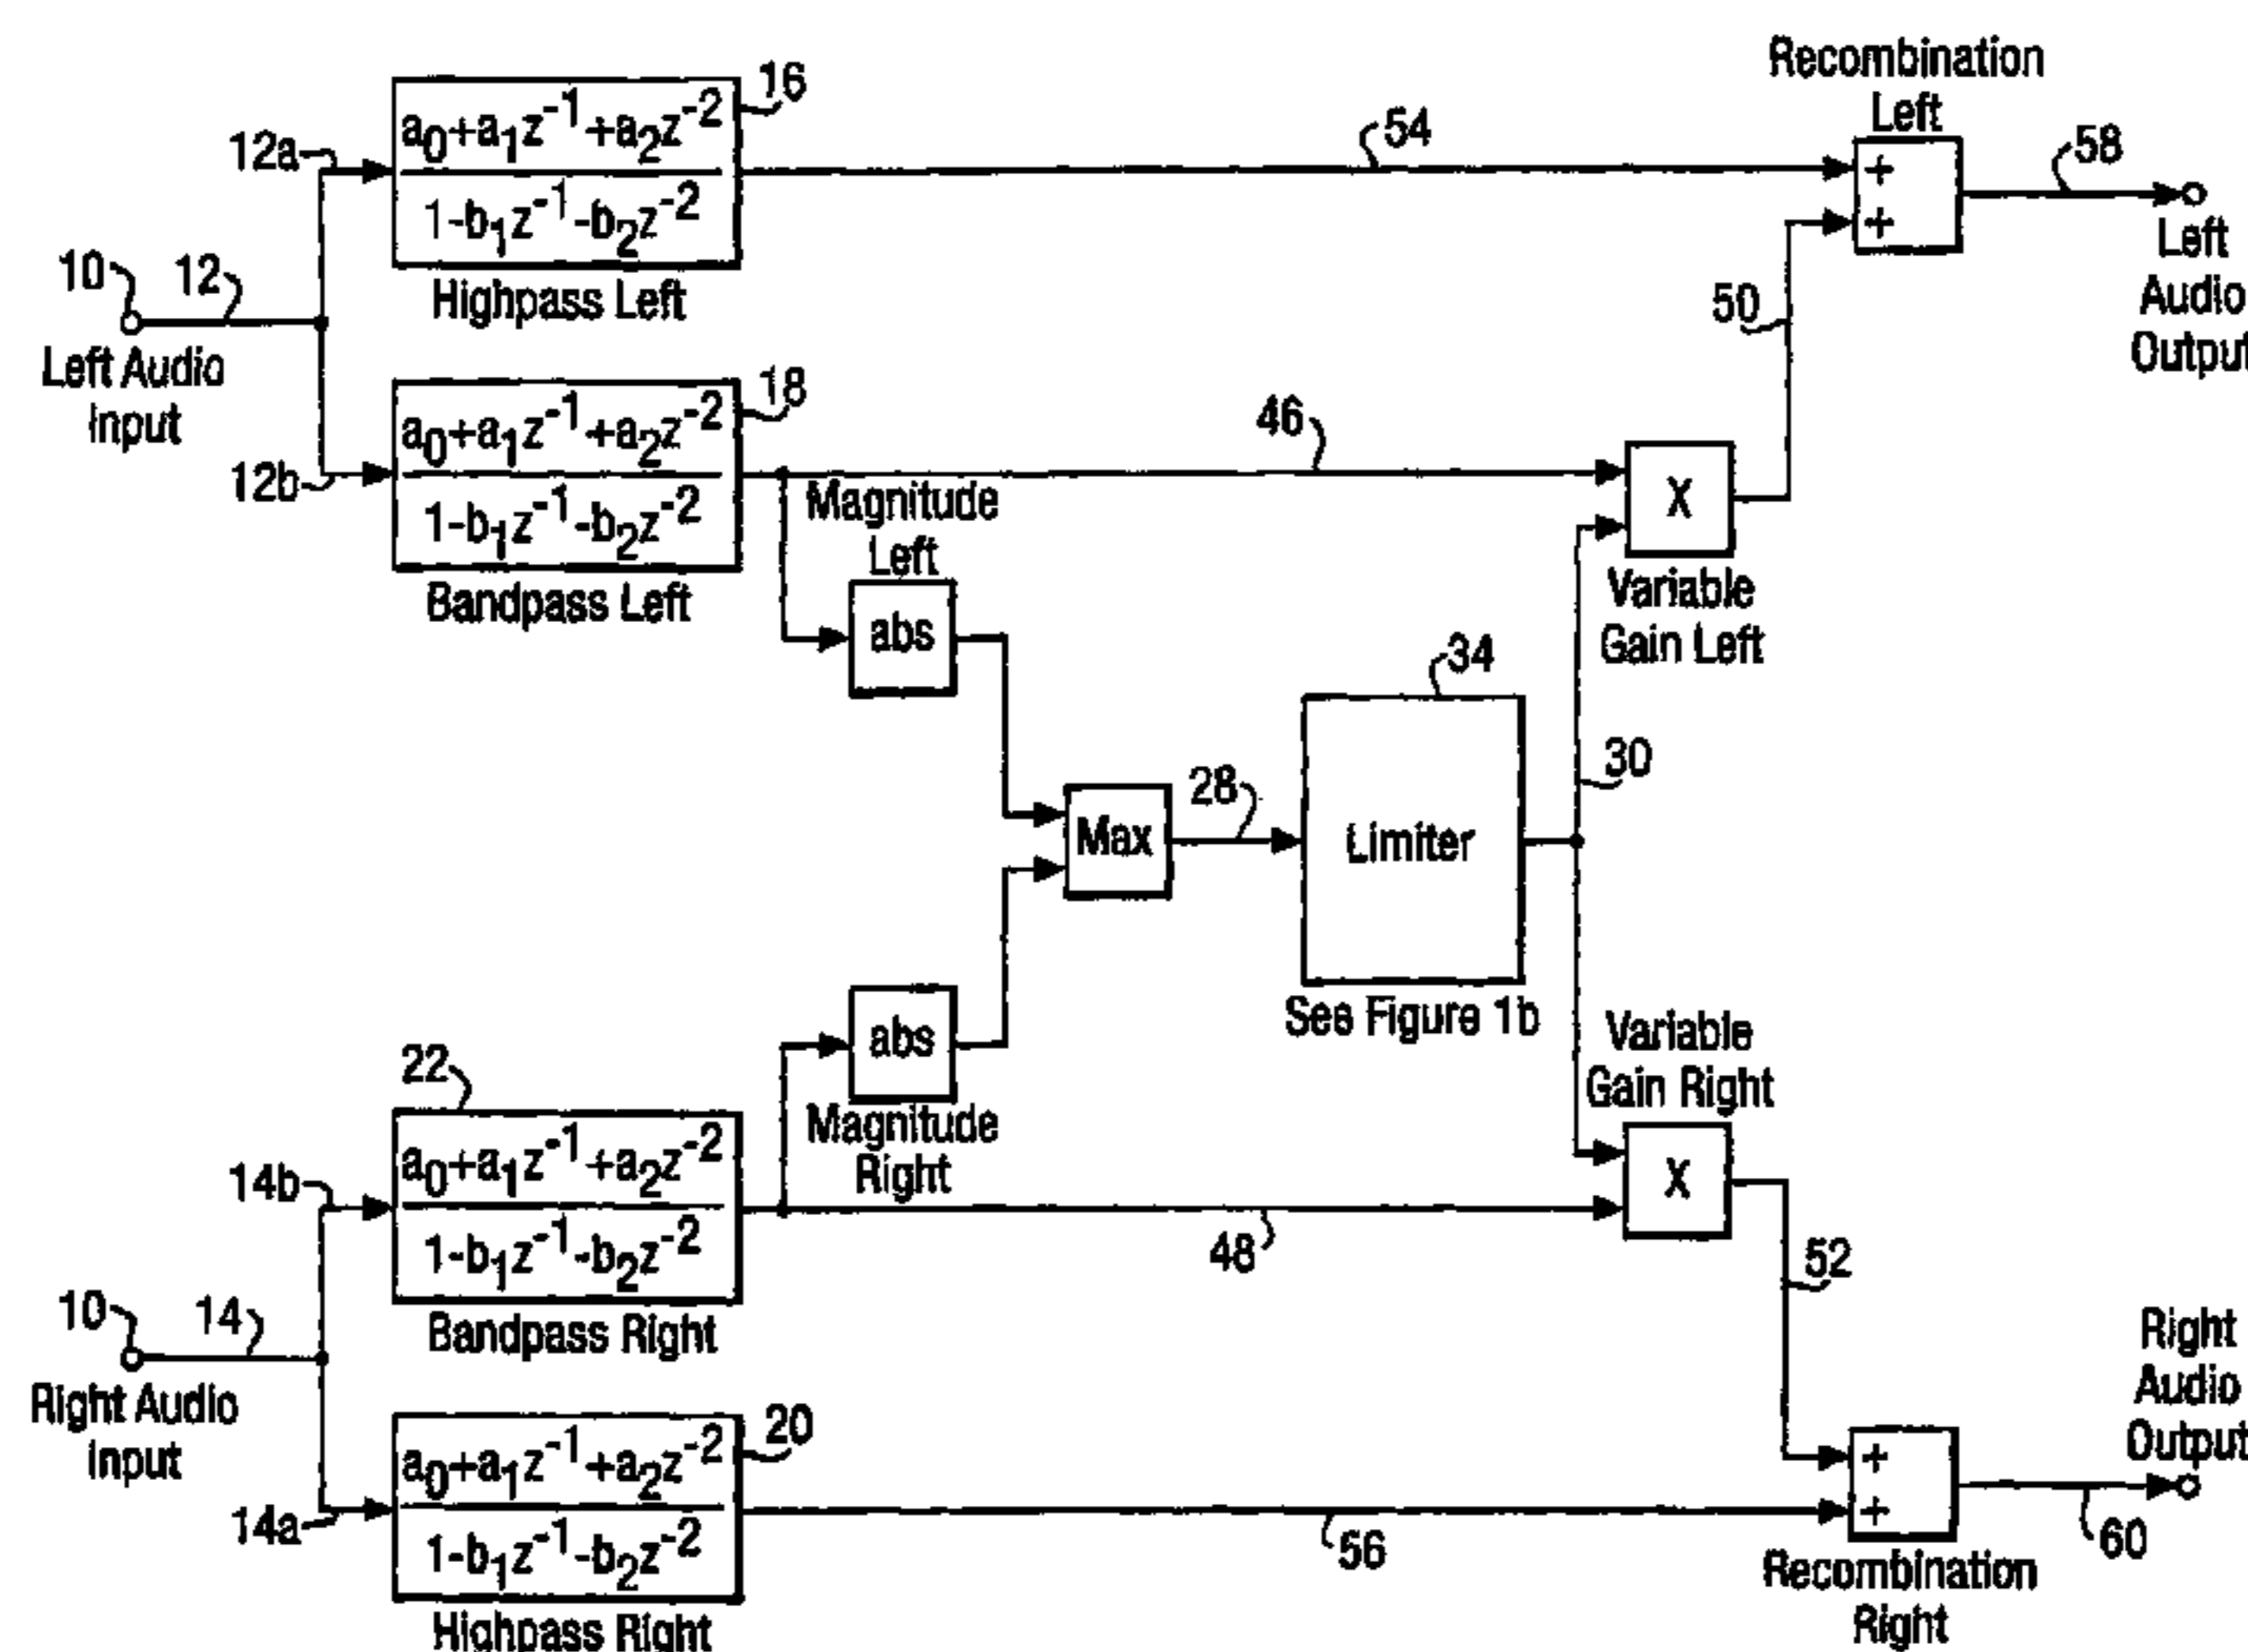 Recombination
Left
16
a0+a1z-1+a2z-2
1-b1z-1-b2z-2
Highpass Left
12a
54
+
+
58
Left
Audio
Output
10
12
Left Audio
Input
50
18
a0+a1z-1+a2z-2
1-b1z-1-b2z-2
Bandpass Left
12b
46
Magnitude
Left
abs
X
Variable
Gain Left
34
Max
28
Limiter
30
See Figure 1b
abs
Magnitude
Right
Variable
Gain Right
X
22
a0+a1z-1+a2z-2
1-b1z-1-b2z-2
Bandpass Right
14b
48
52
10
14
Right Audio
Input
Right
Audio
Output
20
a0+a1z-1+a2z-2
1-b1z-1-b2z-2
Highpass Right
14a
56
+
+
60
Recombination
Right